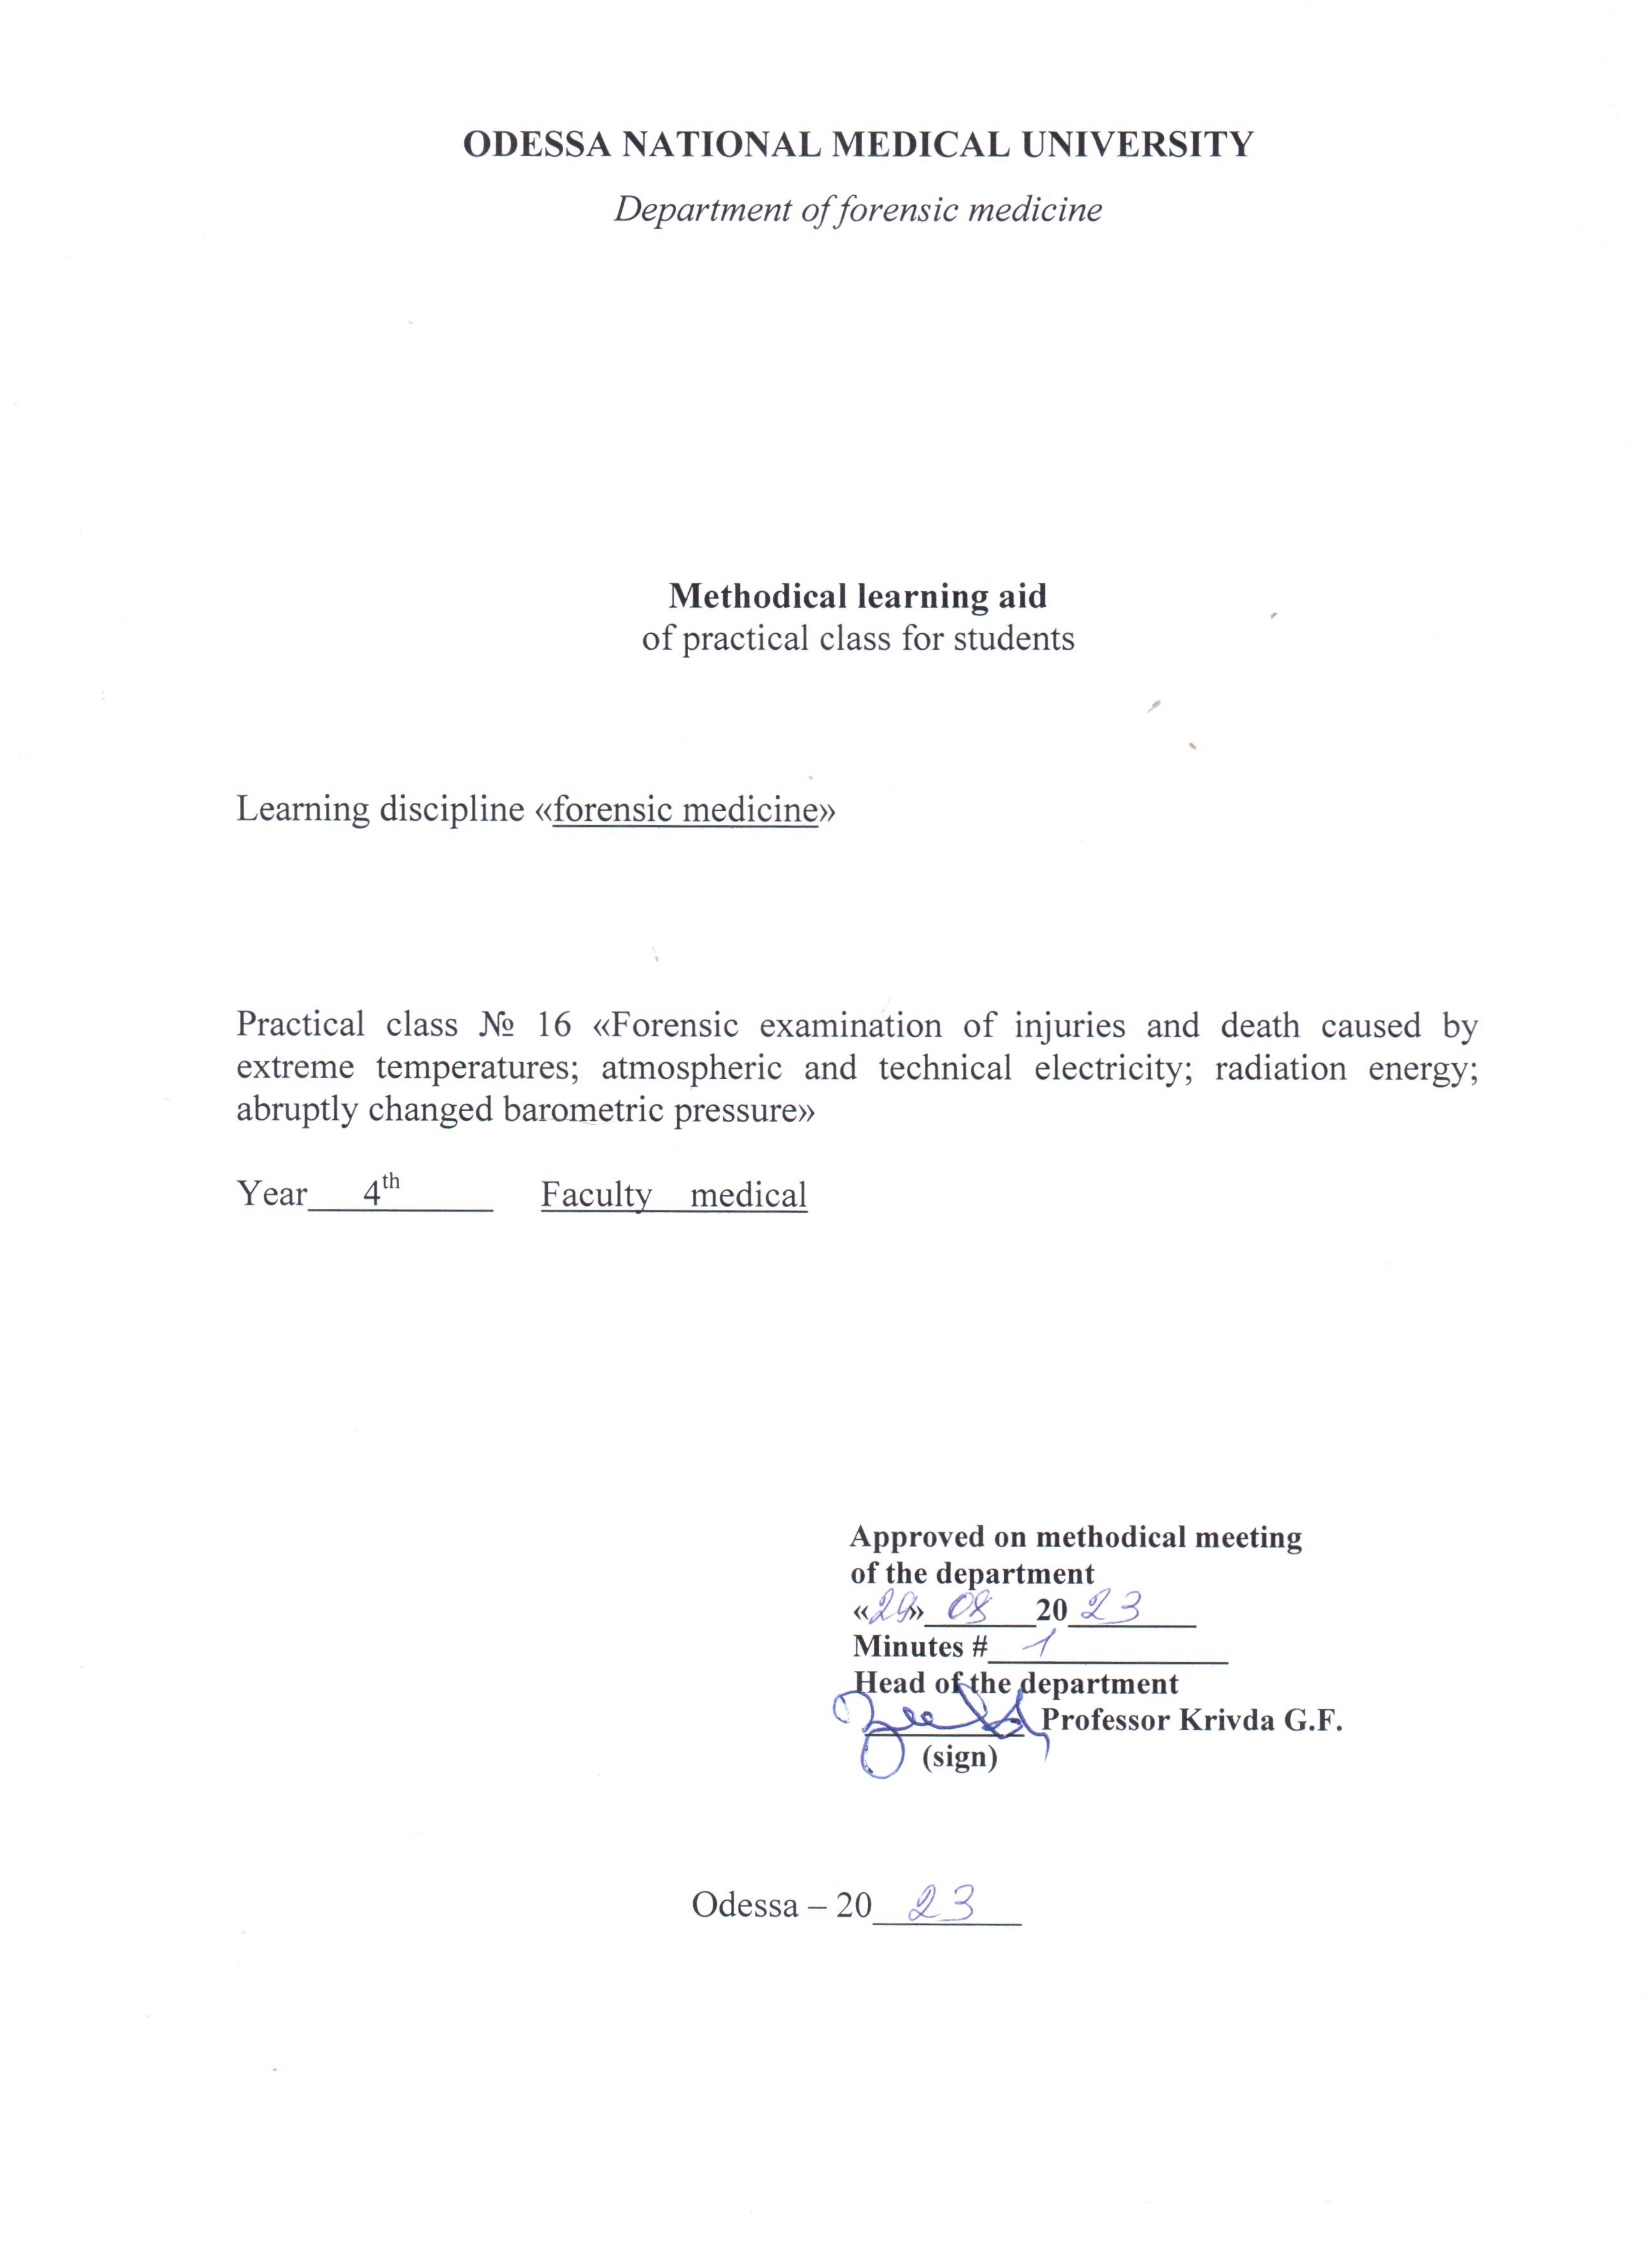 ODESSA NATIONAL MEDICAL UNIVERSITY
Department of forensic medicine
Methodical learning aid
of practical class for students
Learning discipline «forensic medicine»
Practical class № 16 «Forensic examination of injuries and death caused by
extreme temperatures; atmospheric and technical electricity; radiation energy;
abruptly changed barometric pressure»
Year 4th Faculty medical
Approved on methodical meeting
of the department
«29» 08 20 23
Minutes # 1
Head of the department
Professor Krivda G.F.
(sign)
Odessa – 20 23